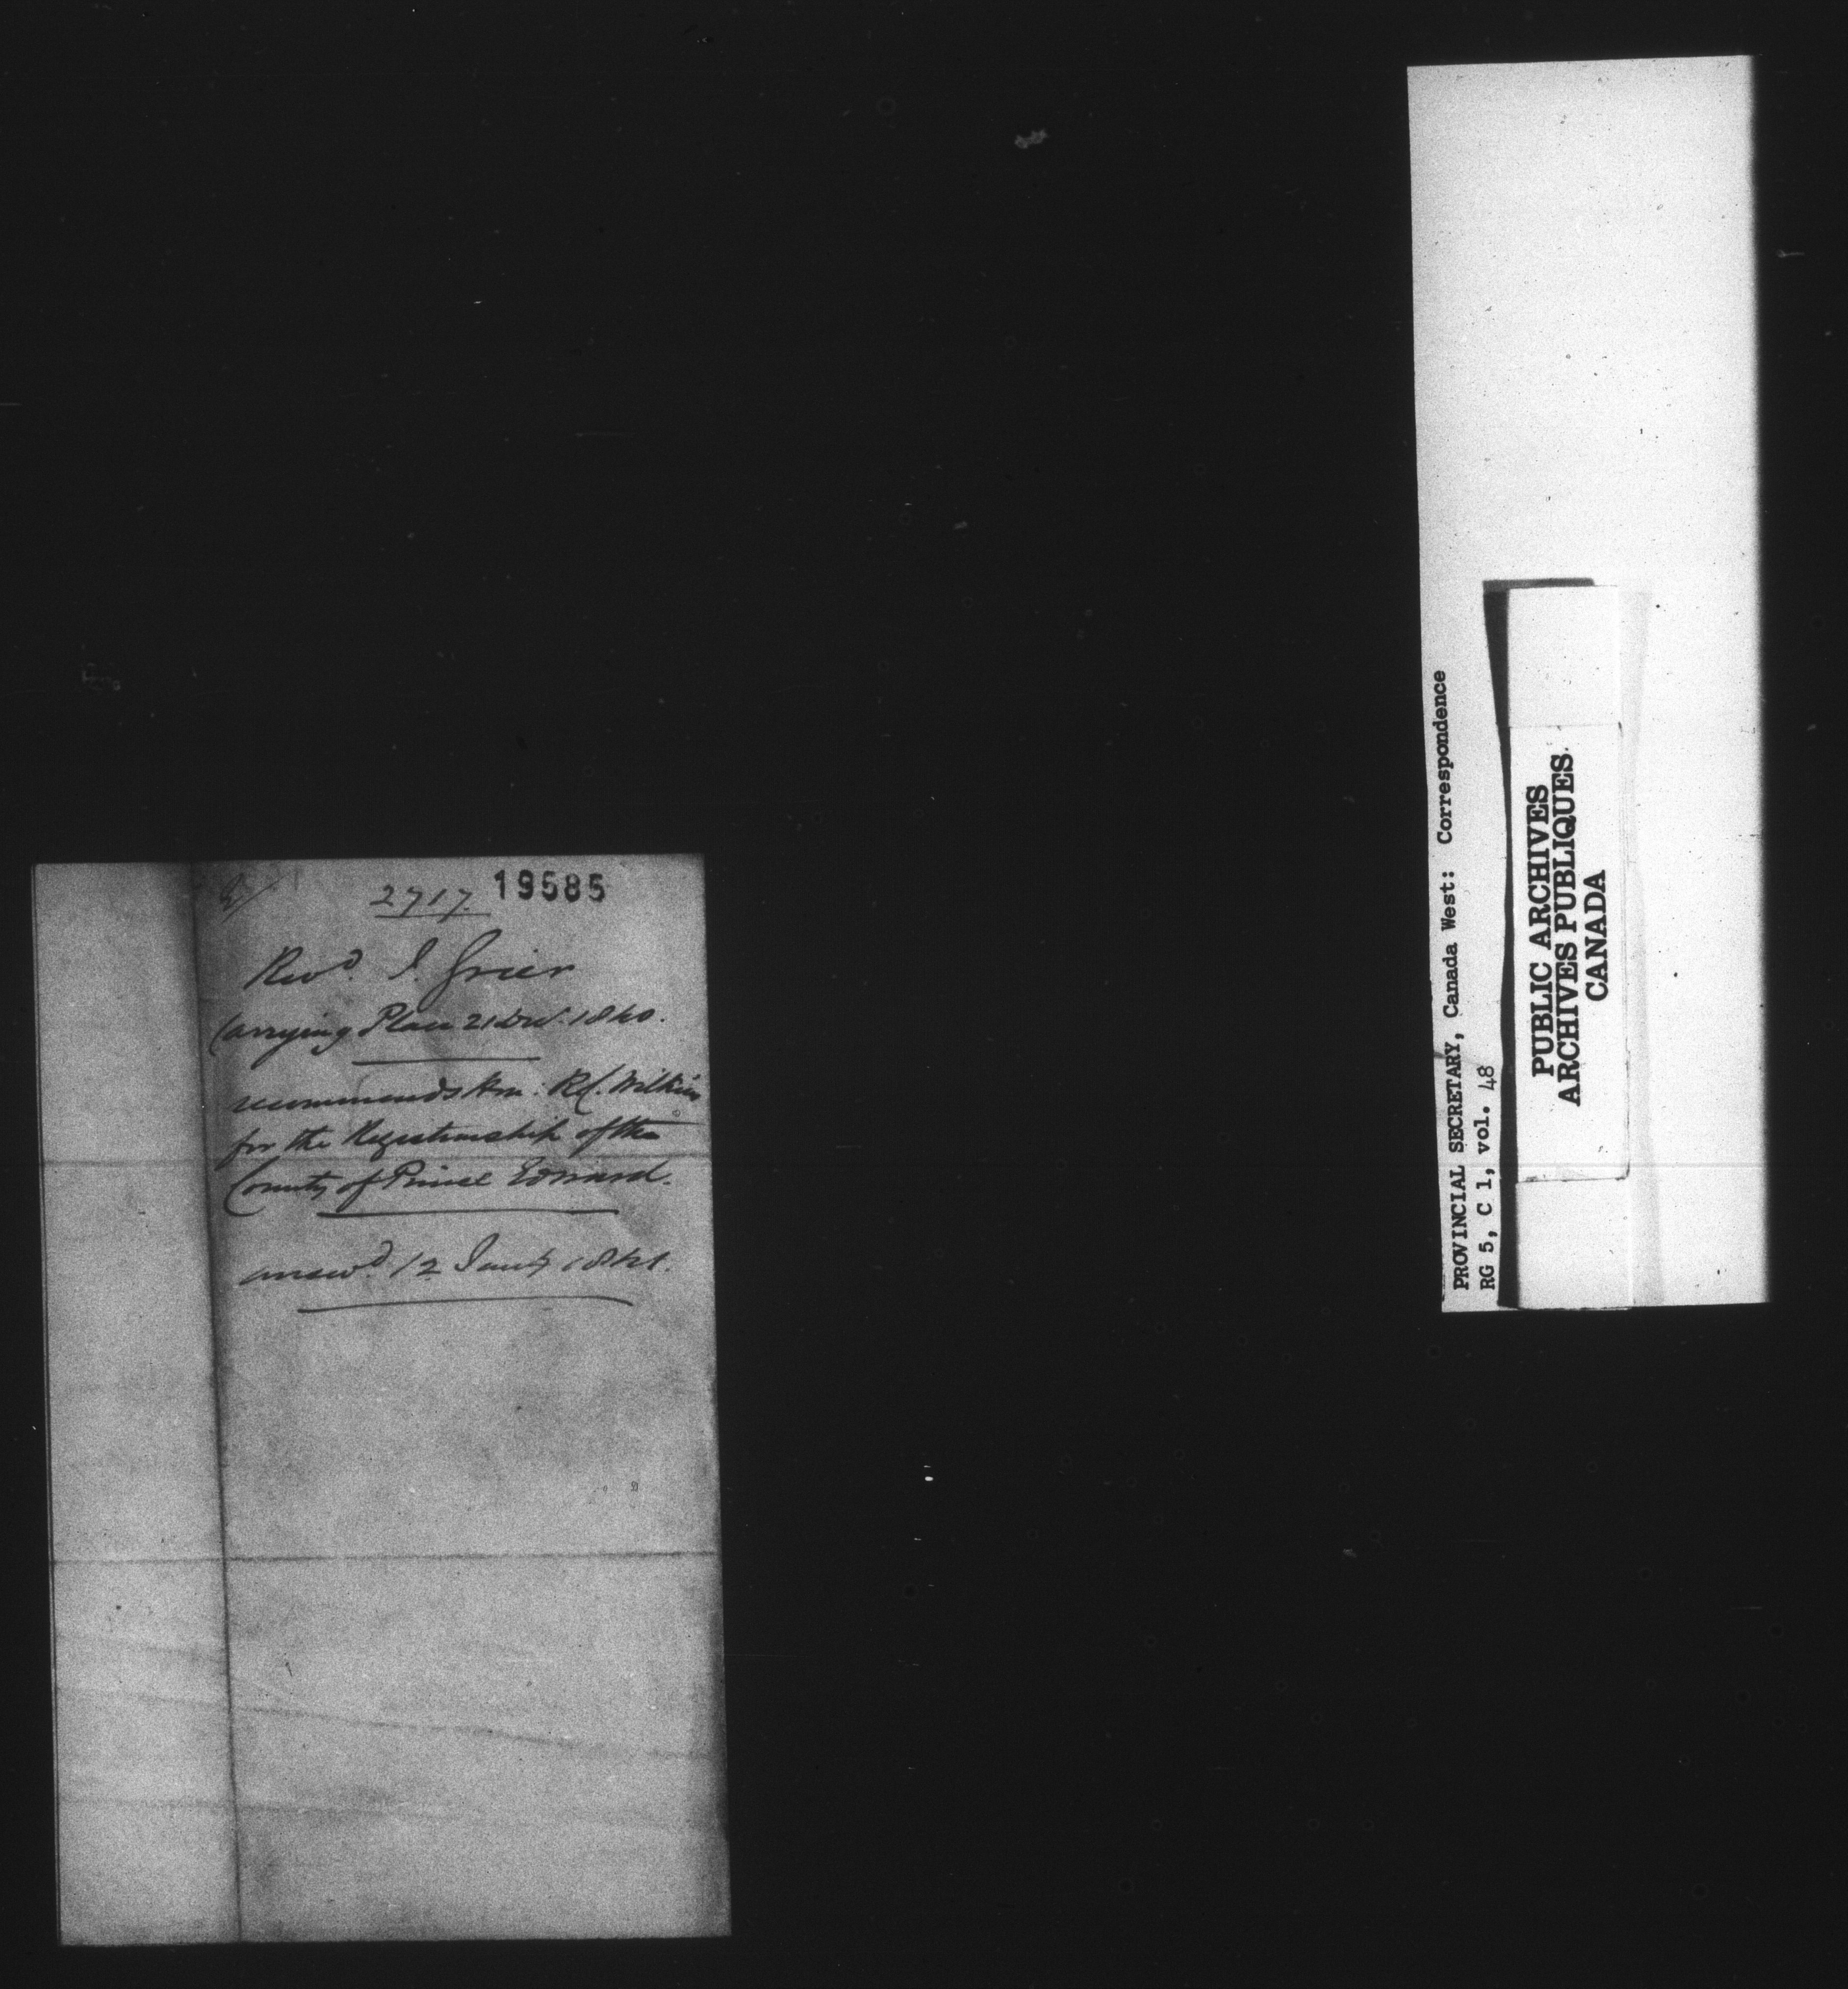 2717. 19585
Revd. J. Grier
Carrying Place 21 Decr. 1840.
recommends Hon: Rd. Wilkins
for the Registrarship of the
County of Prince Edward.
answd. 12 Jany 1841.
PROVINCIAL SECRETARY, Canada West: Correspondence
RG 5, C 1, vol. 48
PUBLIC ARCHIVES
ARCHIVES PUBLIQUES
CANADA